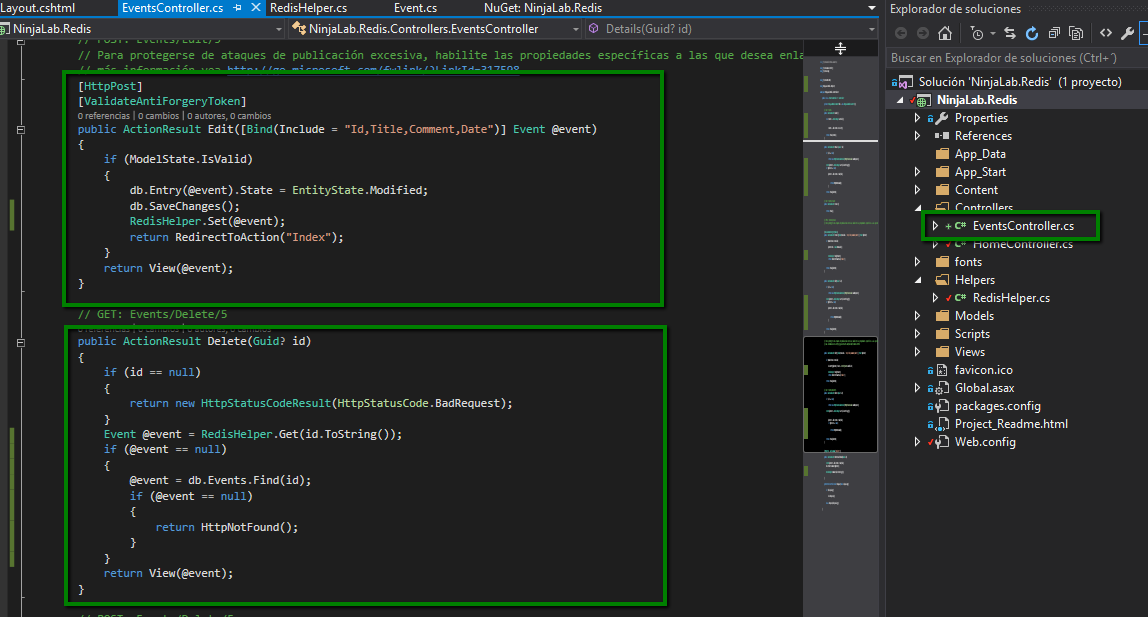 Layout.cshtml
EventsController.cs
RedisHelper.cs
Event.cs
NuGet: NinjaLab.Redis
NinjaLab.Redis
NinjaLab.Redis.Controllers.EventsController
Details(Guid? id)
// POST: Events/Edit/5
// Para protegerse de ataques de publicación excesiva, habilite las propiedades específicas a las que desea enla
// más información vea http://go.microsoft.com/fwlink/?LinkId=317598
[HttpPost]
[ValidateAntiForgeryToken]
0 referencias | 0 cambios | 0 autores, 0 cambios
public ActionResult Edit([Bind(Include = "Id,Title,Comment,Date")] Event @event)
{
if (ModelState.IsValid)
{
db.Entry(@event).State = EntityState.Modified;
db.SaveChanges();
RedisHelper.Set(@event);
return RedirectToAction("Index");
}
return View(@event);
}
// GET: Events/Delete/5
0 referencias | 0 cambios | 0 autores, 0 cambios
public ActionResult Delete(Guid? id)
{
if (id == null)
{
return new HttpStatusCodeResult(HttpStatusCode.BadRequest);
}
Event @event = RedisHelper.Get(id.ToString());
if (@event == null)
{
@event = db.Events.Find(id);
if (@event == null)
{
return HttpNotFound();
}
}
return View(@event);
}
// POST: Events/Delete/5
Explorador de soluciones
Buscar en Explorador de soluciones (Ctrl+´)
Solución 'NinjaLab.Redis' (1 proyecto)
NinjaLab.Redis
Properties
References
App_Data
App_Start
Content
Controllers
C# EventsController.cs
C# HomeController.cs
fonts
Helpers
C# RedisHelper.cs
Models
Scripts
Views
favicon.ico
Global.asax
packages.config
Project_Readme.html
Web.config